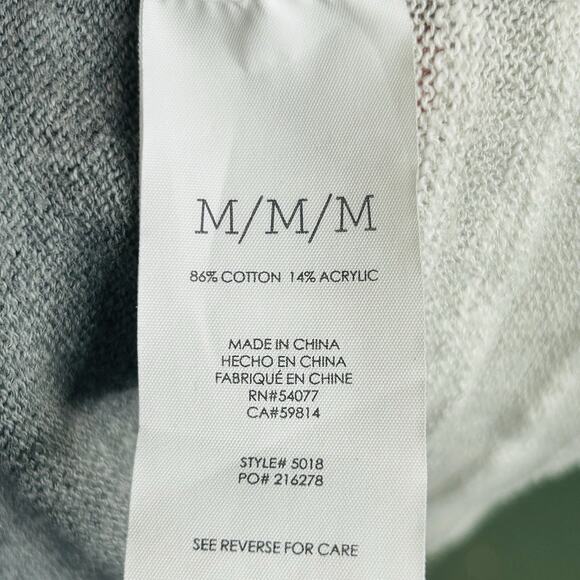 M/M/M
86% COTTON 14% ACRYLIC
MADE IN CHINA
HECHO EN CHINA
FABRIQUÉ EN CHINE
RN#54077
CA#59814
STYLE# 5018
PO# 216278
SEE REVERSE FOR CARE